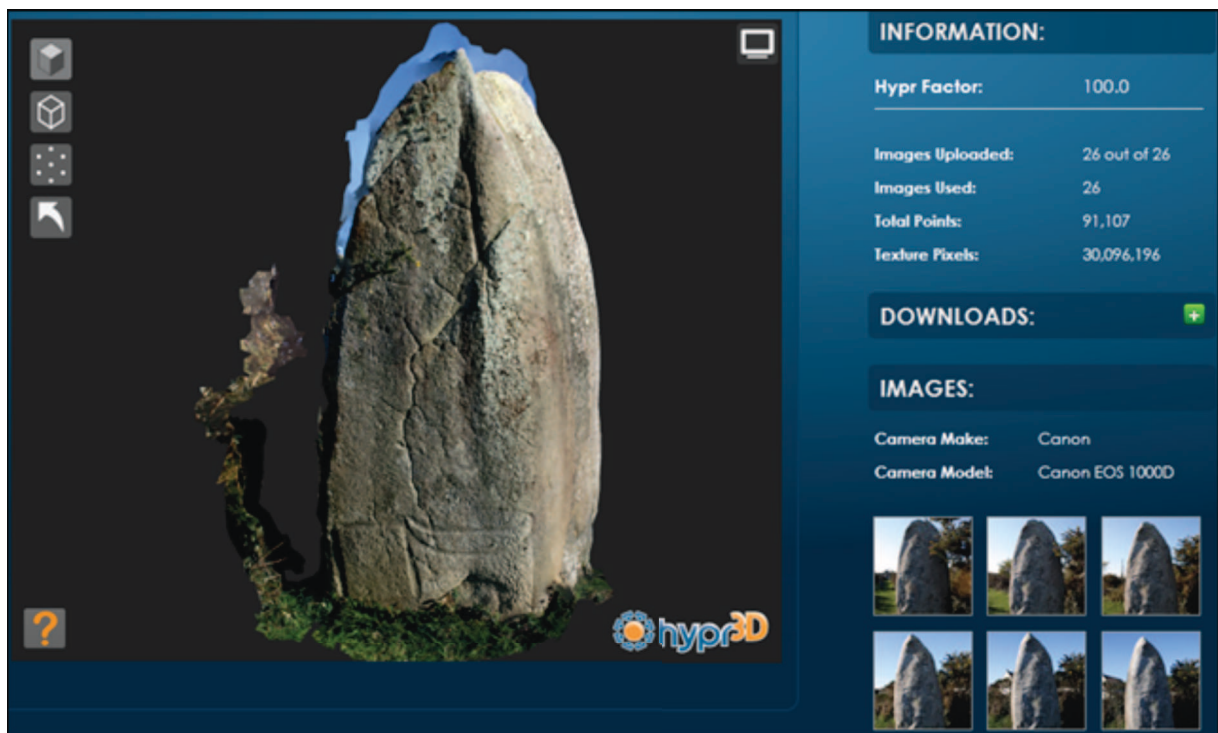 INFORMATION:
Hypr Factor: 100.0
Images Uploaded: 26 out of 26
Images Used: 26
Total Points: 91,107
Texture Pixels: 30,096,196
DOWNLOADS:
IMAGES:
Camera Make: Canon
Camera Model: Canon EOS 1000D
?
hypr3D